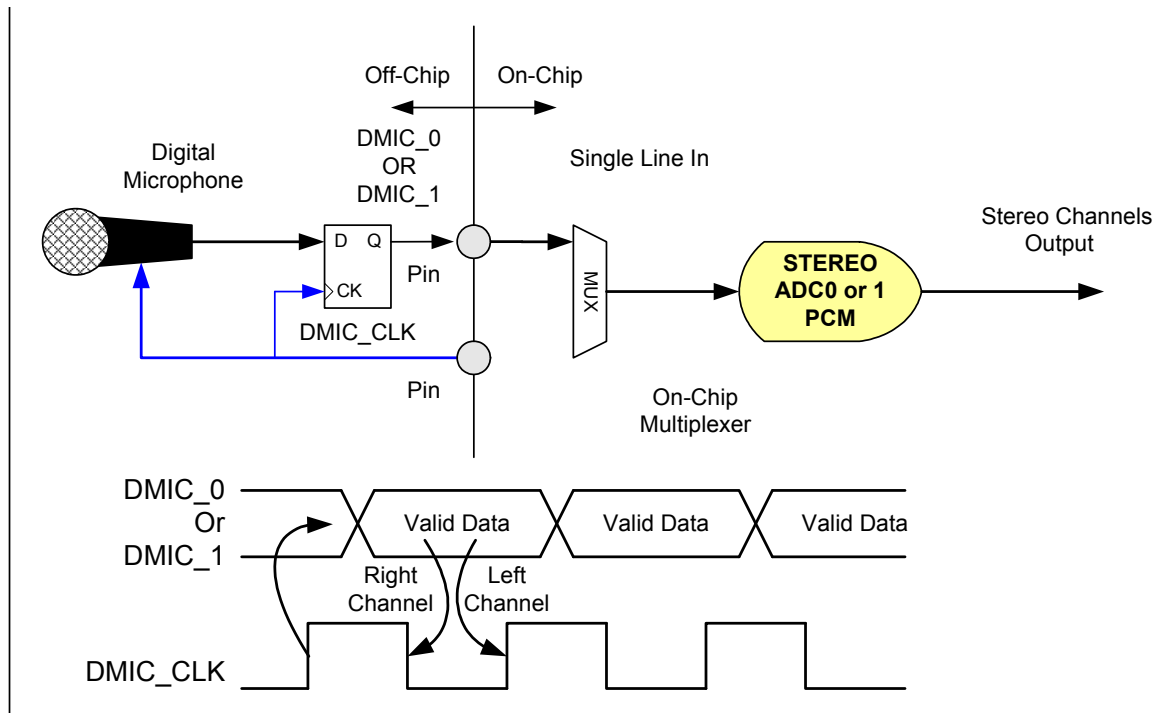 Off-Chip
On-Chip
DMIC_0
OR
DMIC_1
Digital
Microphone
Single Line In
Stereo Channels
Output
D Q
CK
Pin
MUX
STEREO
ADC0 or 1
PCM
DMIC_CLK
Pin
On-Chip
Multiplexer
DMIC_0
Or
DMIC_1
Valid Data
Valid Data
Valid Data
Right
Channel
Left
Channel
DMIC_CLK